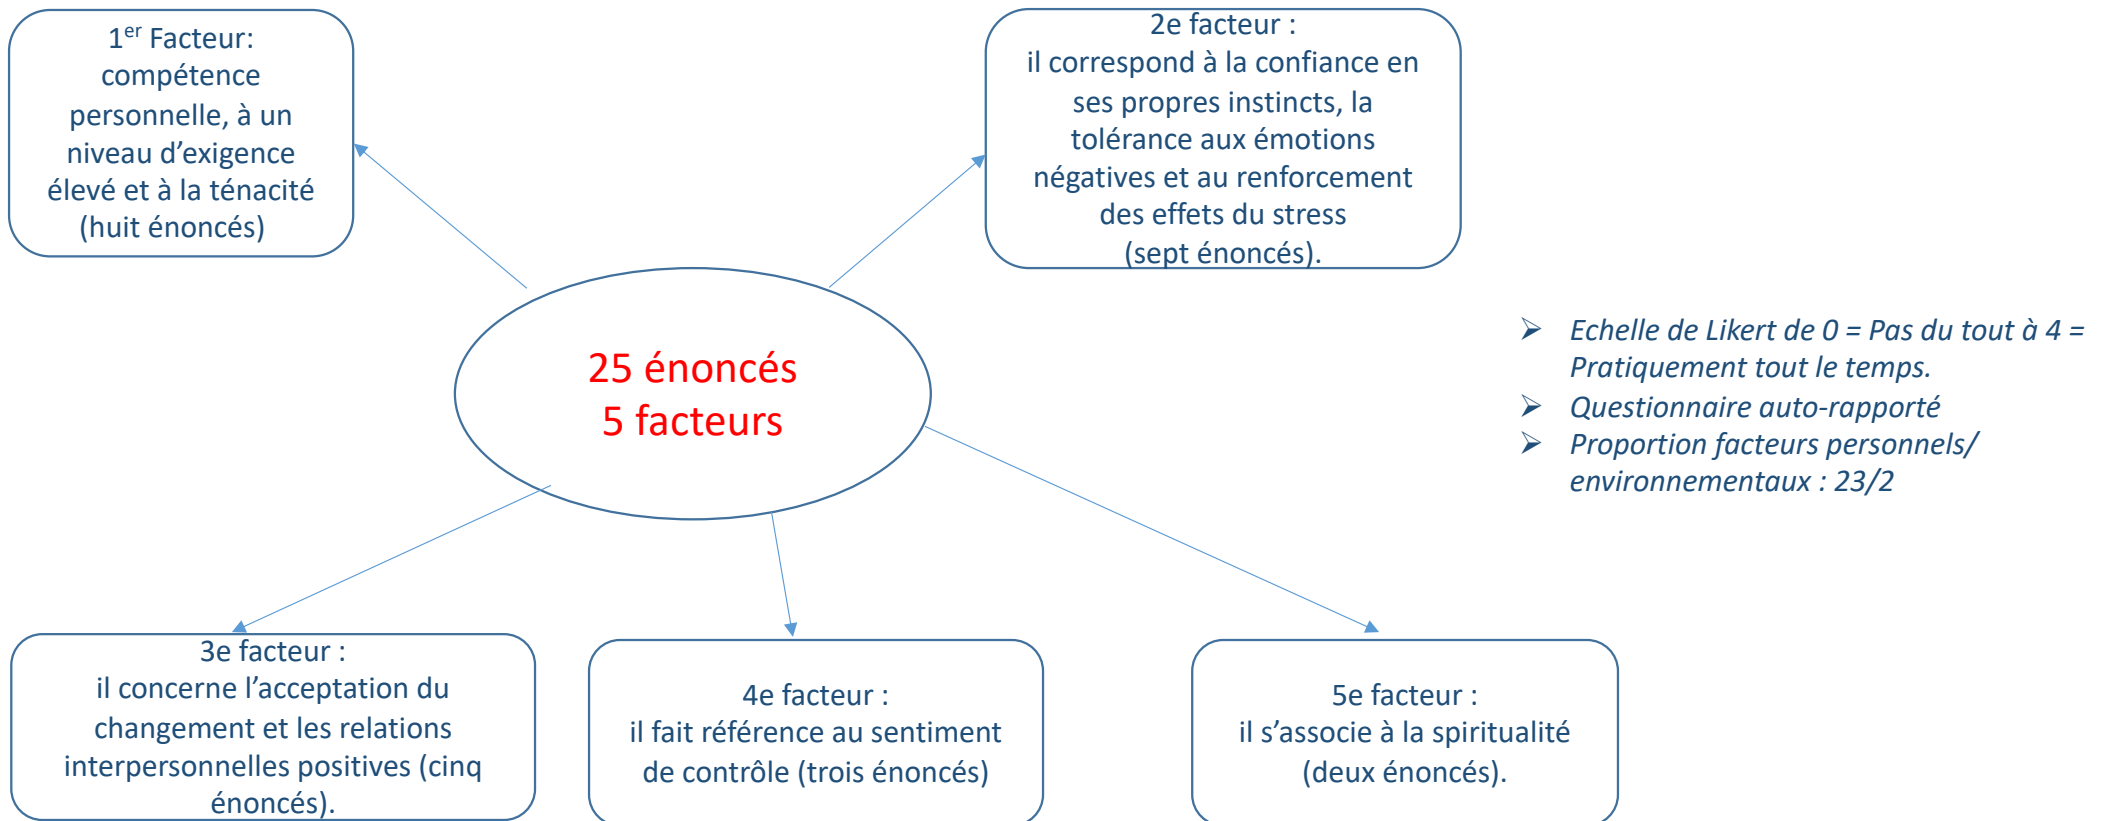 1er Facteur:
compétence
personnelle, à un
niveau d’exigence
élevé et à la ténacité
(huit énoncés)
2e facteur :
il correspond à la confiance en
ses propres instincts, la
tolérance aux émotions
négatives et au renforcement
des effets du stress
(sept énoncés).
25 énoncés
5 facteurs
➢ Echelle de Likert de 0 = Pas du tout à 4 =
Pratiquement tout le temps.
➢ Questionnaire auto-rapporté
➢ Proportion facteurs personnels/
environnementaux : 23/2
3e facteur :
il concerne l’acceptation du
changement et les relations
interpersonnelles positives (cinq
énoncés).
4e facteur :
il fait référence au sentiment
de contrôle (trois énoncés)
5e facteur :
il s’associe à la spiritualité
(deux énoncés).